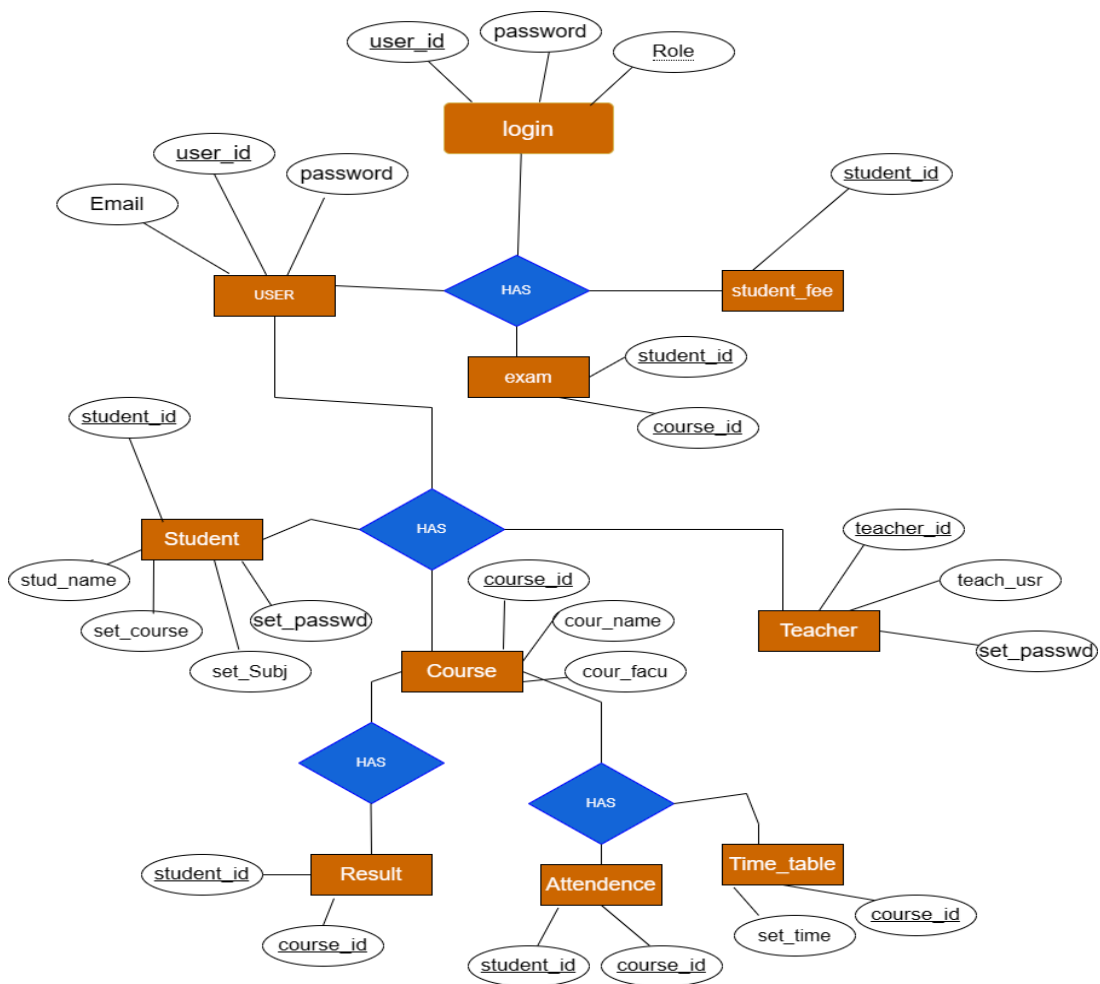 user_id
password
Role
login
user_id
password
Email
student_id
USER
HAS
student_fee
student_id
exam
course_id
student_id
HAS
Student
teacher_id
stud_name
set_course
set_passwd
set_Subj
course_id
cour_name
cour_facu
Course
teach_usr
Teacher
set_passwd
HAS
HAS
student_id
Result
course_id
Attendence
Time_table
student_id
course_id
set_time
course_id